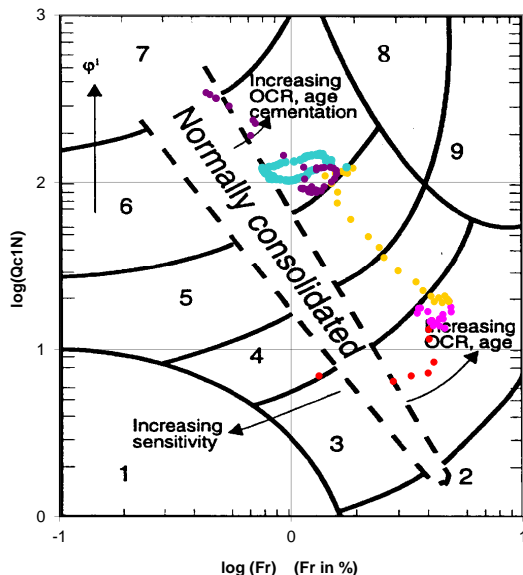 3
7
8
φ¹
Increasing
OCR, age
cementation
9
2
6
Normally consolidated
log(Qc1N)
5
Increasing
OCR, age
1
4
Increasing
sensitivity
3
2
1
0
-1
0
1
log (Fr) (Fr in %)